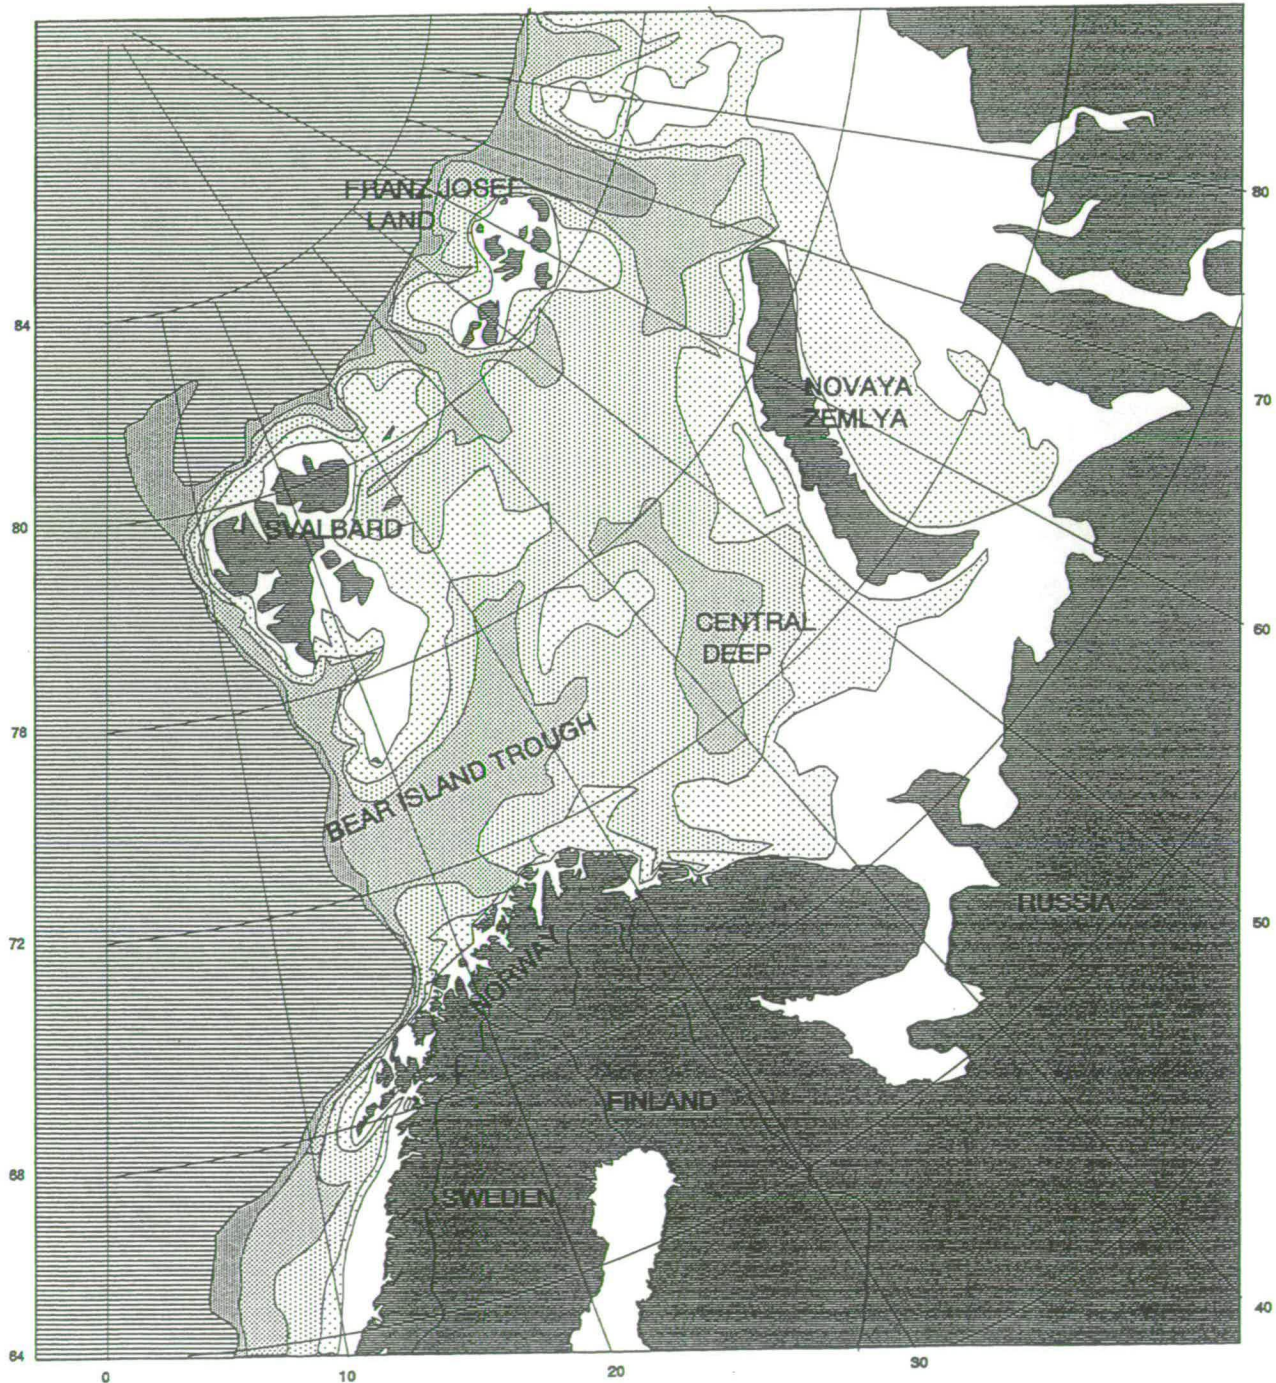 80
FRANZ JOSEF
LAND
84
NOVAYA
ZEMLYA
70
80
SVALBARD
CENTRAL
DEEP
60
78
BEAR ISLAND TROUGH
72
RUSSIA
50
NORWAY
FINLAND
68
SWEDEN
40
64
0
10
20
30